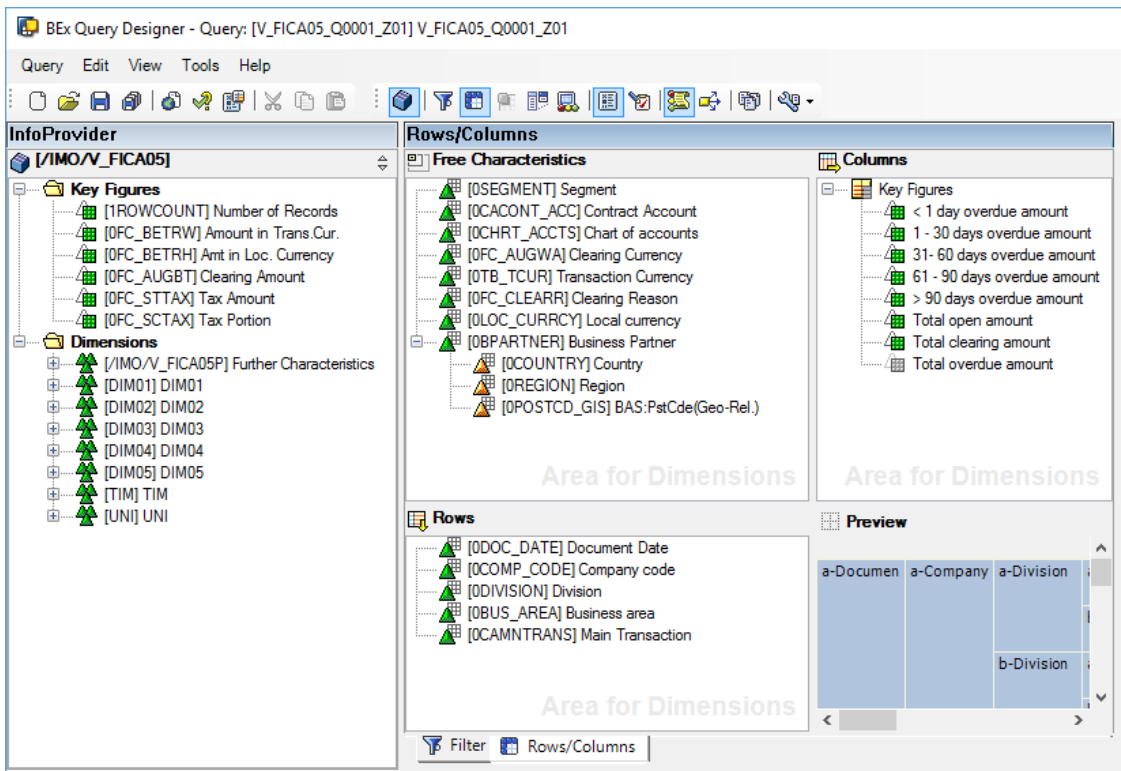 BEx Query Designer - Query: [V_FICA05_Q0001_Z01] V_FICA05_Q0001_Z01
Query Edit View Tools Help
InfoProvider
[/IMO/V_FICA05]
Key Figures
[1ROWCOUNT] Number of Records
[0FC_BETRW] Amount in Trans.Cur.
[0FC_BETRH] Amt in Loc. Currency
[0FC_AUGBT] Clearing Amount
[0FC_STTAX] Tax Amount
[0FC_SCTAX] Tax Portion
Dimensions
[/IMO/V_FICA05P] Further Characteristics
[DIM01] DIM01
[DIM02] DIM02
[DIM03] DIM03
[DIM04] DIM04
[DIM05] DIM05
[TIM] TIM
[UNI] UNI
Rows/Columns
Free Characteristics
[0SEGMENT] Segment
[0CACONT_ACC] Contract Account
[0CHRT_ACCTS] Chart of accounts
[0FC_AUGWA] Clearing Currency
[0TB_TCUR] Transaction Currency
[0FC_CLEARR] Clearing Reason
[0LOC_CURRCY] Local currency
[0BPARTNER] Business Partner
[0COUNTRY] Country
[0REGION] Region
[0POSTCD_GIS] BAS:PstCde(Geo-Rel.)
Area for Dimensions
Columns
Key Figures
< 1 day overdue amount
1 - 30 days overdue amount
31- 60 days overdue amount
61 - 90 days overdue amount
> 90 days overdue amount
Total open amount
Total clearing amount
Total overdue amount
Area for Dimensions
Rows
[0DOC_DATE] Document Date
[0COMP_CODE] Company code
[0DIVISION] Division
[0BUS_AREA] Business area
[0CAMNTRANS] Main Transaction
Area for Dimensions
Preview
a-Documen a-Company a-Division
b-Division
Filter Rows/Columns